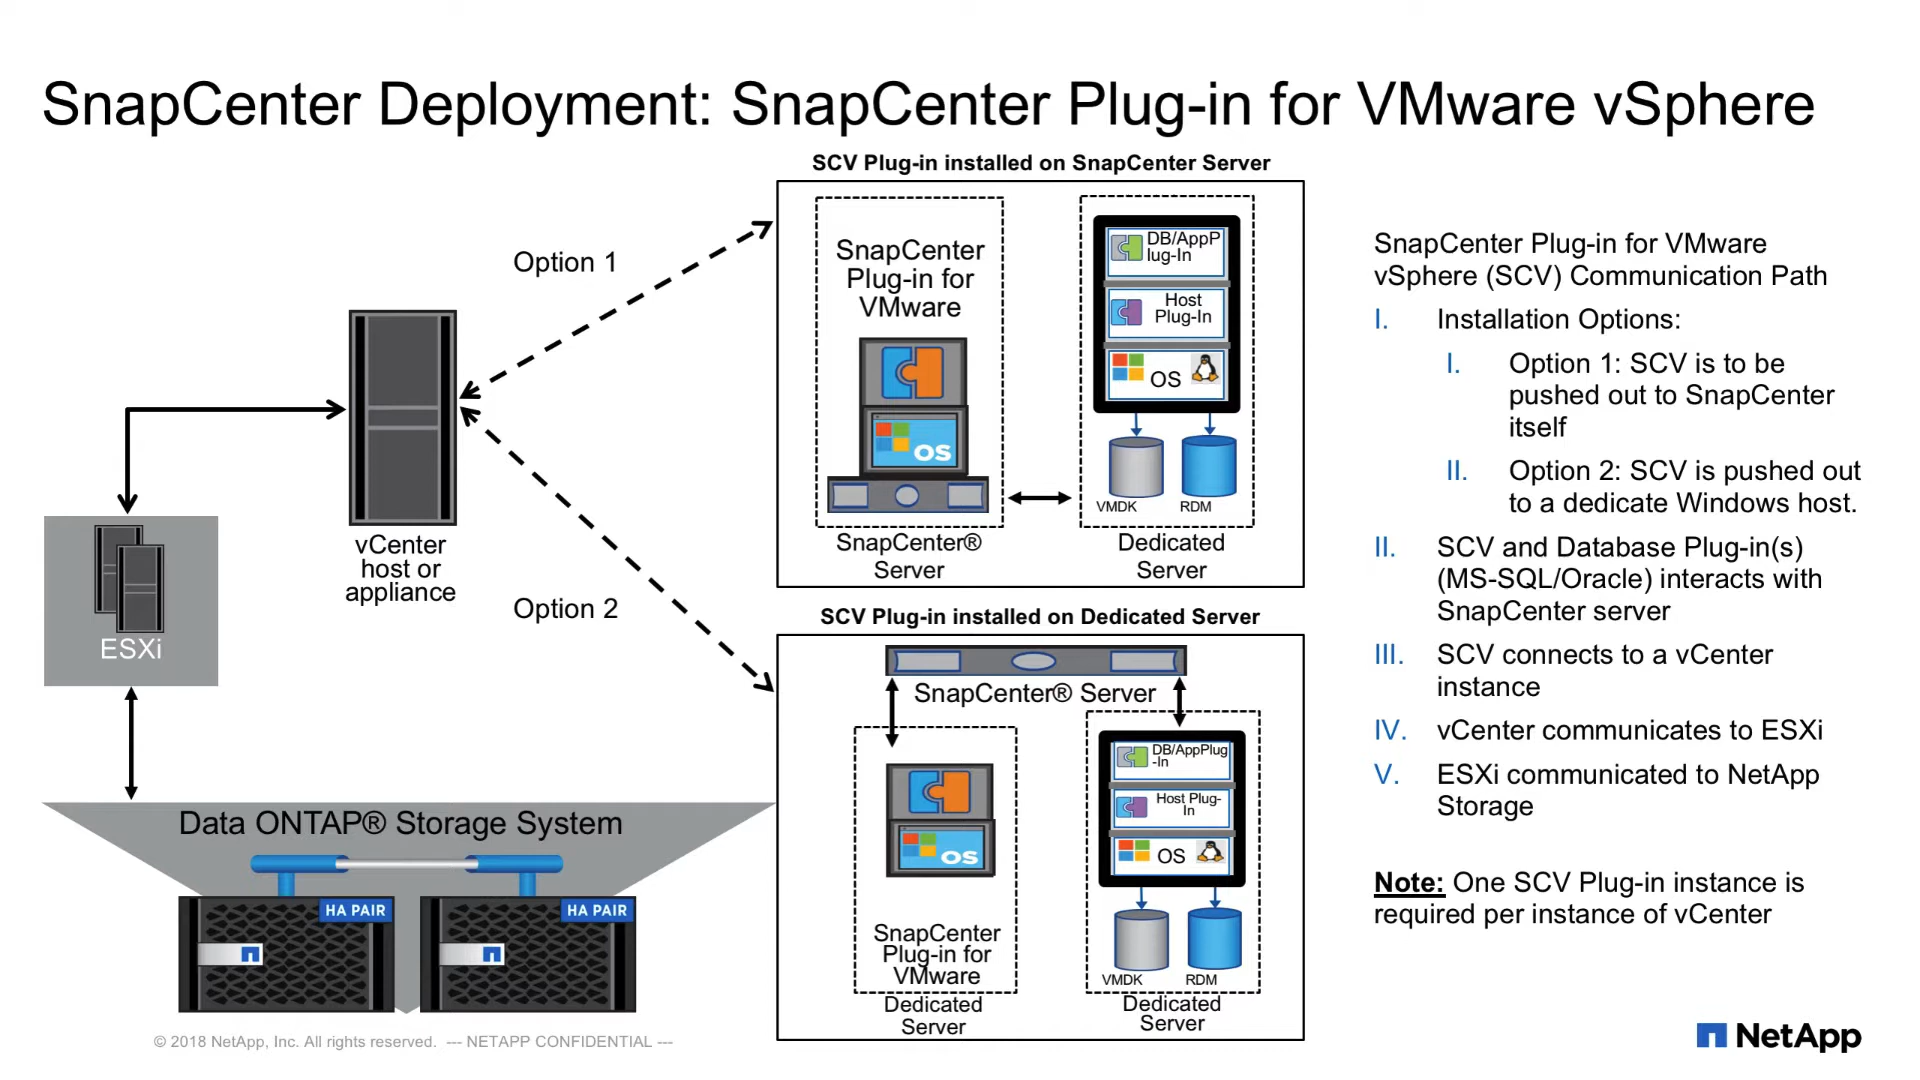 SnapCenter Deployment: SnapCenter Plug-in for VMware vSphere
SCV Plug-in installed on SnapCenter Server
Option 1
SnapCenter
Plug-in for
VMware
OS
SnapCenter®
Server
DB/AppP
lug-In
Host
Plug-In
OS
VMDK
RDM
Dedicated
Server
vCenter
host or
appliance
ESXi
Option 2
SCV Plug-in installed on Dedicated Server
SnapCenter® Server
OS
SnapCenter
Plug-in for
VMware
Dedicated
Server
DB/AppPlug
-In
Host Plug-
In
OS
VMDK
RDM
Dedicated
Server
Data ONTAP® Storage System
HA PAIR
HA PAIR
SnapCenter Plug-in for VMware
vSphere (SCV) Communication Path
I. Installation Options:
I. Option 1: SCV is to be
pushed out to SnapCenter
itself
II. Option 2: SCV is pushed out
to a dedicate Windows host.
II. SCV and Database Plug-in(s)
(MS-SQL/Oracle) interacts with
SnapCenter server
III. SCV connects to a vCenter
instance
IV. vCenter communicates to ESXi
V. ESXi communicated to NetApp
Storage
Note: One SCV Plug-in instance is
required per instance of vCenter
© 2018 NetApp, Inc. All rights reserved. --- NETAPP CONFIDENTIAL ---
NetApp